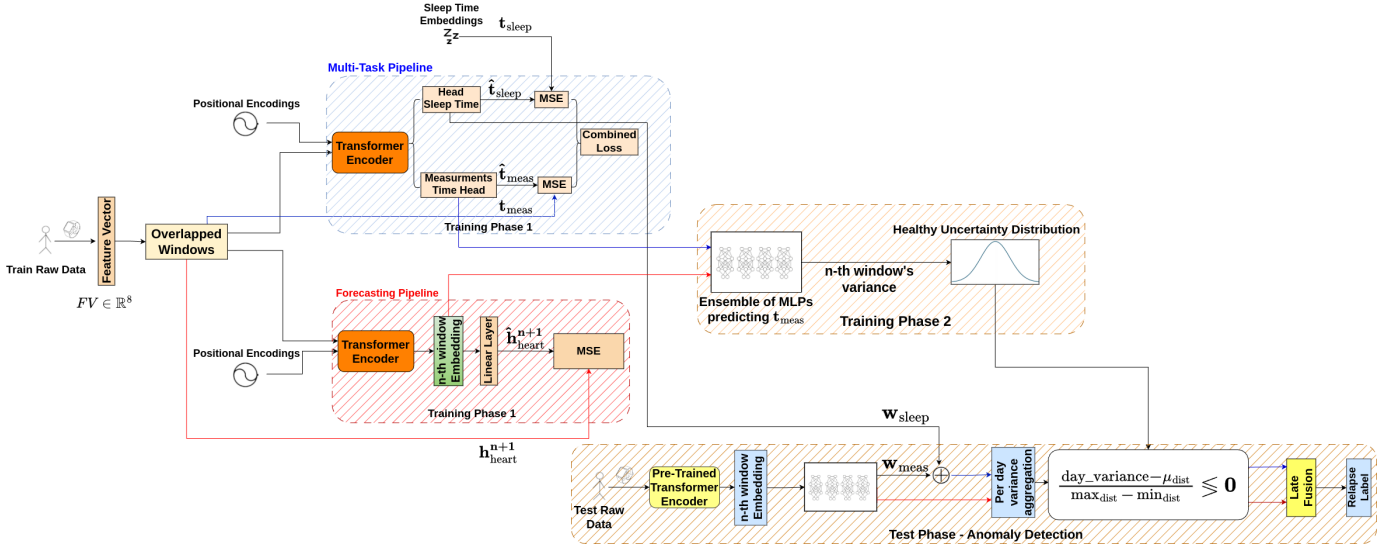 Sleep Time
Embeddings
Zzz
t_sleep
Multi-Task Pipeline
Positional Encodings
Transformer
Encoder
Head
Sleep Time
t̂_sleep
MSE
Combined
Loss
Measurments
Time Head
t̂_meas
MSE
t_meas
Training Phase 1
Train Raw Data
Feature Vector
FV ∈ ℝ^8
Overlapped
Windows
Forecasting Pipeline
Positional Encodings
Transformer
Encoder
n-th window
Embedding
Linear Layer
ĥ_heart^{n+1}
MSE
Training Phase 1
h_heart^{n+1}
Ensemble of MLPs
predicting t_meas
n-th window's
variance
Healthy Uncertainty Distribution
Training Phase 2
Test Raw
Data
Pre-Trained
Transformer
Encoder
n-th window
Embedding
w_sleep
w_meas
Per day
variance
aggregation
day_variance−μ_dist
max_dist − min_dist
≶ 0
Late
Fusion
Relapse
Label
Test Phase - Anomaly Detection